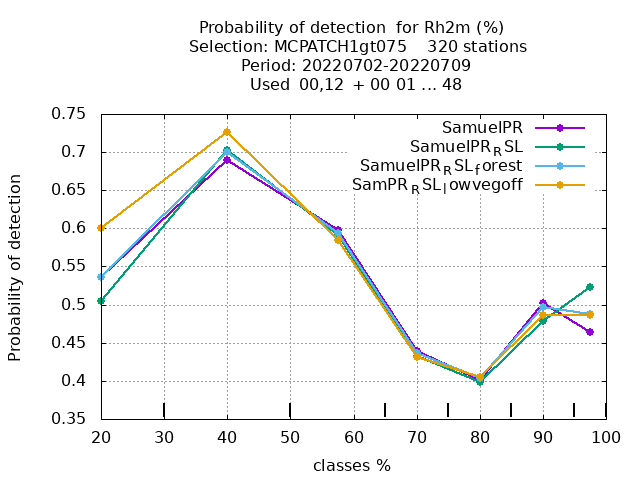 Probability of detection  for Rh2m (%)
Selection: MCPATCH1gt075    320 stations
Period: 20220702-20220709
Used  00,12  + 00 01 ... 48
SamuelPR
SamuelPR_RSL
SamuelPR_RSL_forest
SamPR_RSL_lowvegoff
Probability of detection
0.75
0.7
0.65
0.6
0.55
0.5
0.45
0.4
0.35
20 30 40 50 60 70 80 90 100
classes %